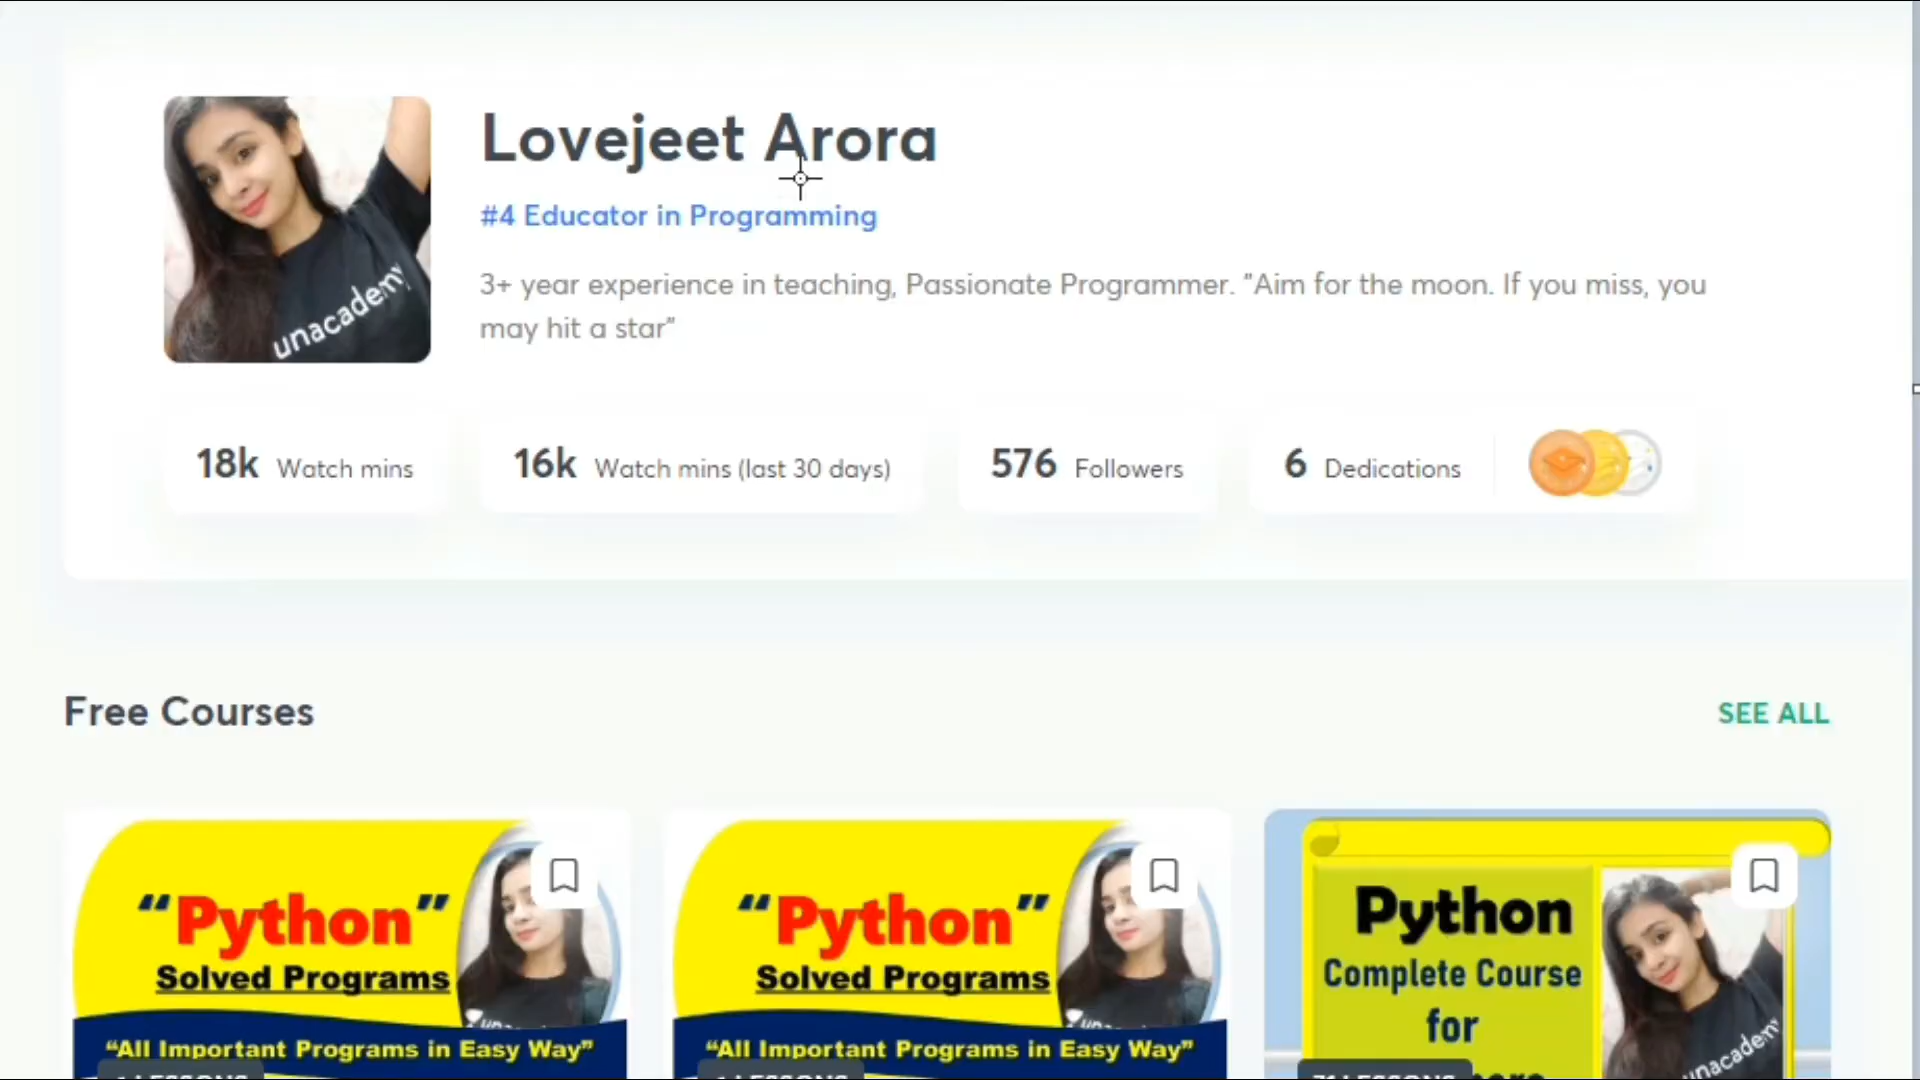 Lovejeet Arora
#4 Educator in Programming
3+ year experience in teaching, Passionate Programmer. "Aim for the moon. If you miss, you
may hit a star"
unacademy
18k Watch mins
16k Watch mins (last 30 days)
576 Followers
6 Dedications
Free Courses
SEE ALL
“Python”
Solved Programs
“All Important Programs in Easy Way”
“Python”
Solved Programs
“All Important Programs in Easy Way”
Python
Complete Course
for
unacademy